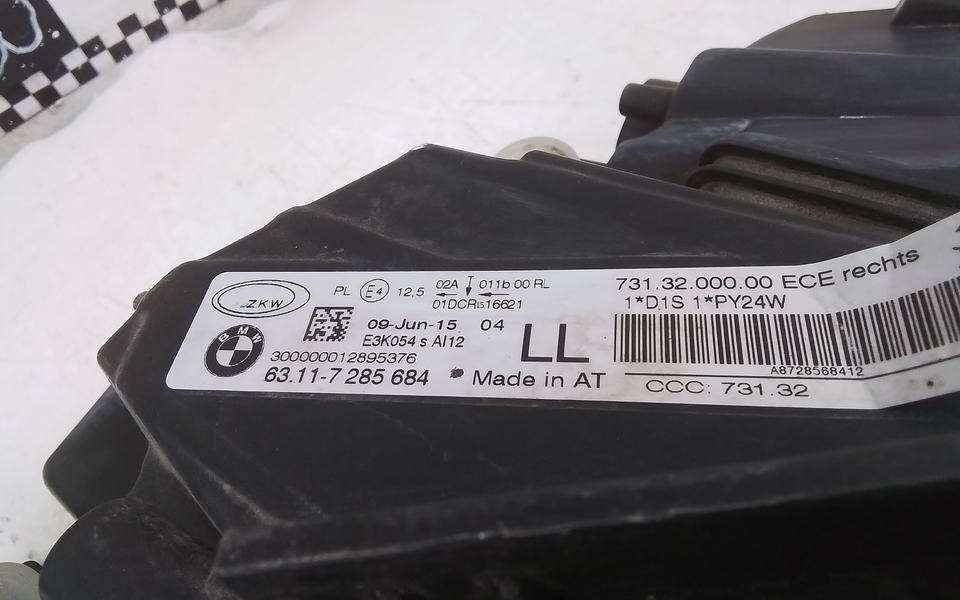 ZKW
PL E4 12,5 02A 011b 00 RL
01DCR 15 16621
09-Jun-15 04
E3K054 s AI12
300000012895376
BMW
63.11-7 285 684
Made in AT
LL
731.32.000.00 ECE rechts
1*D1S 1*PY24W
A8728568412
CCC: 731.32